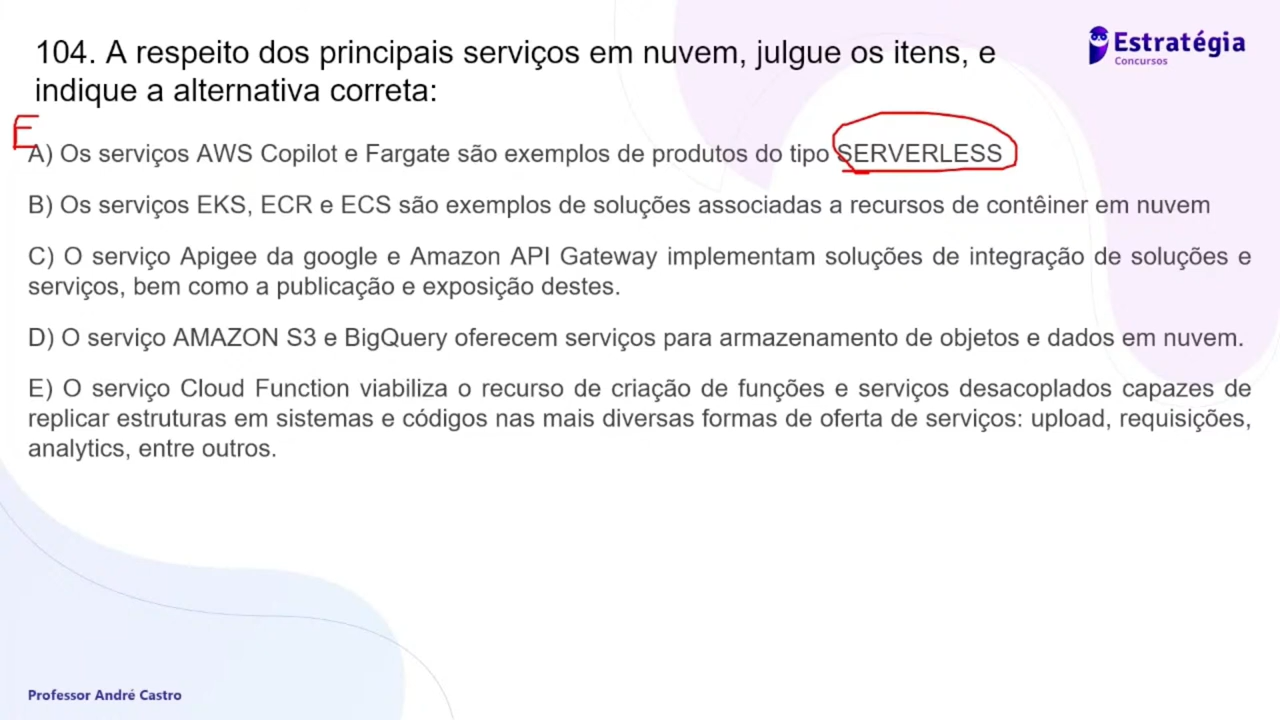 104. A respeito dos principais serviços em nuvem, julgue os itens, e
indique a alternativa correta:
Estratégia
Concursos
E
A) Os serviços AWS Copilot e Fargate são exemplos de produtos do tipo SERVERLESS
B) Os serviços EKS, ECR e ECS são exemplos de soluções associadas a recursos de contêiner em nuvem
C) O serviço Apigee da google e Amazon API Gateway implementam soluções de integração de soluções e
serviços, bem como a publicação e exposição destes.
D) O serviço AMAZON S3 e BigQuery oferecem serviços para armazenamento de objetos e dados em nuvem.
E) O serviço Cloud Function viabiliza o recurso de criação de funções e serviços desacoplados capazes de
replicar estruturas em sistemas e códigos nas mais diversas formas de oferta de serviços: upload, requisições,
analytics, entre outros.
Professor André Castro